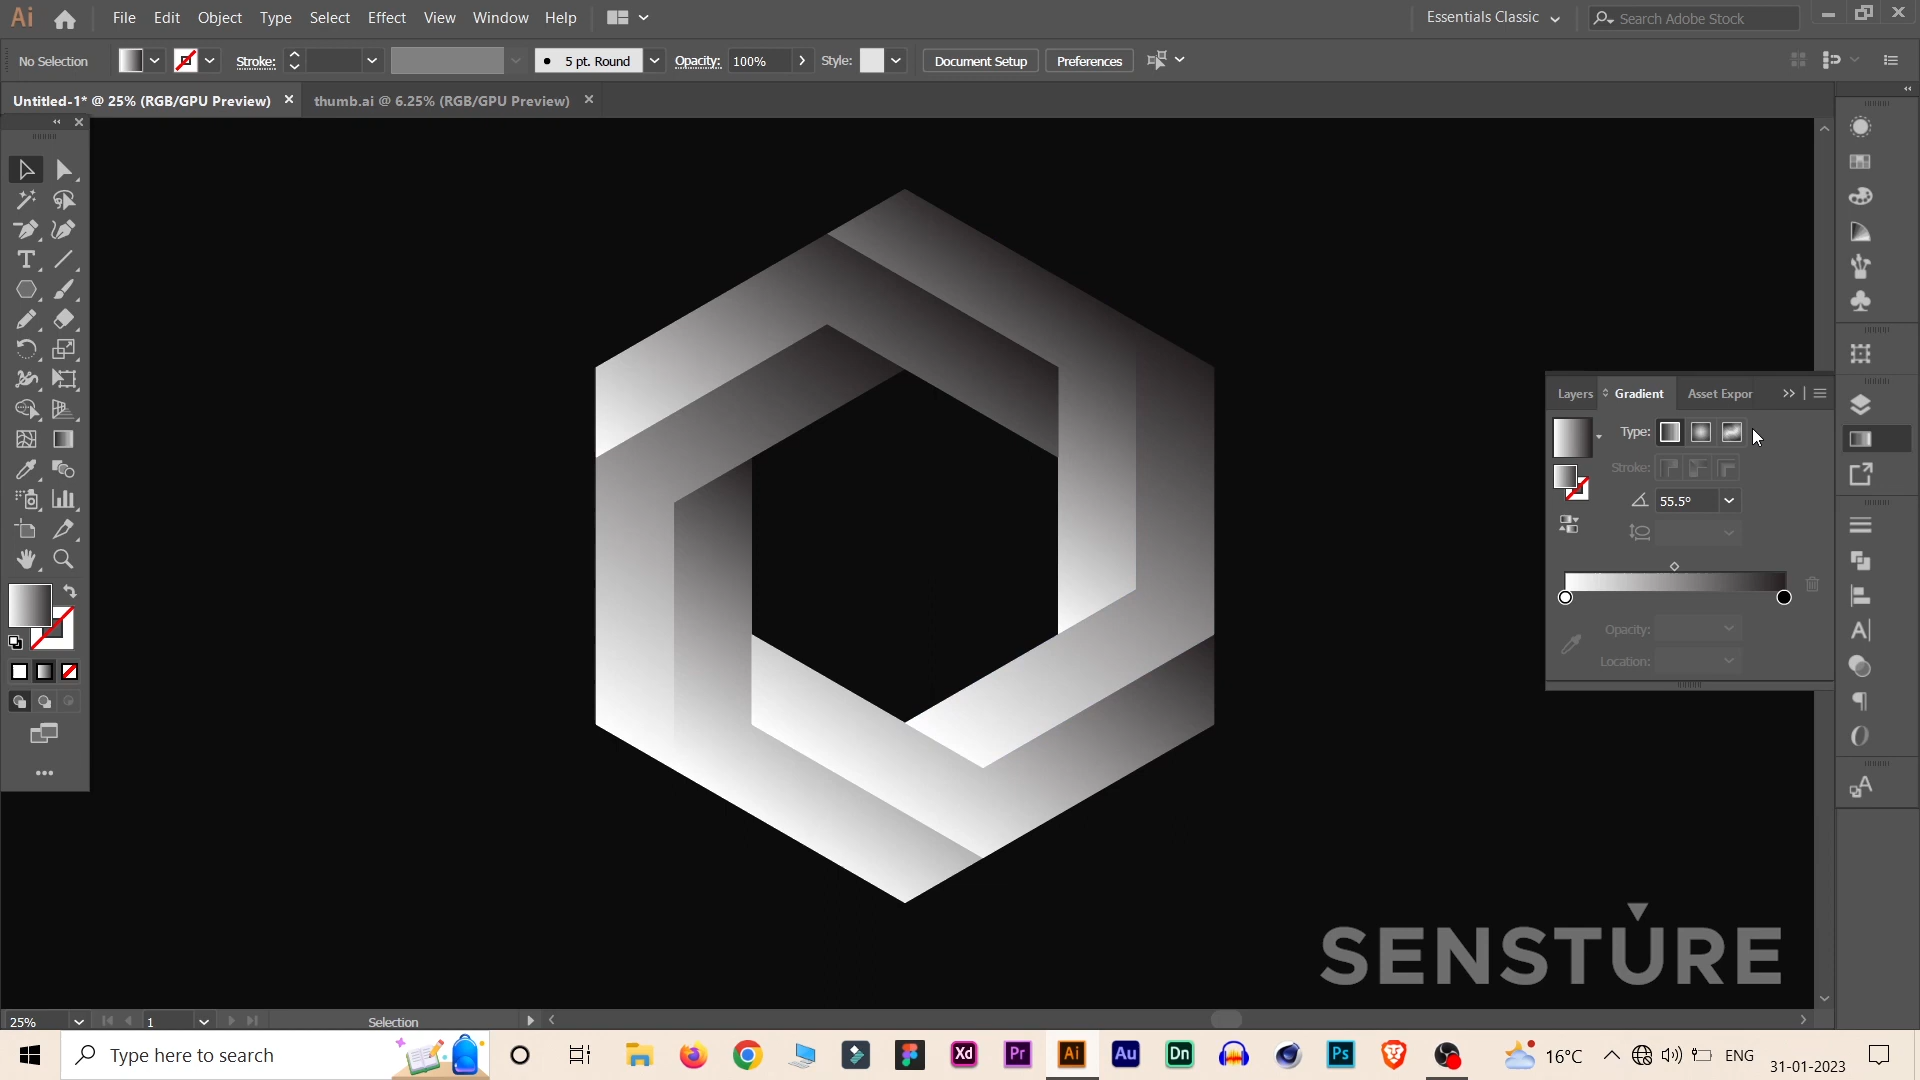 Ai File Edit Object Type Select Effect View Window Help Essentials Classic Search Adobe Stock
No Selection Stroke: 5 pt. Round Opacity: 100% Style: Document Setup Preferences
Untitled-1* @ 25% (RGB/GPU Preview) × thumb.ai @ 6.25% (RGB/GPU Preview) ×
Layers Gradient Asset Expor
Type:
Stroke:
55.5°
Opacity:
Location:
SENSTURE
25% 1 Selection
Type here to search Xd Pr Ai Au Dn Ps 16°C ENG 31-01-2023